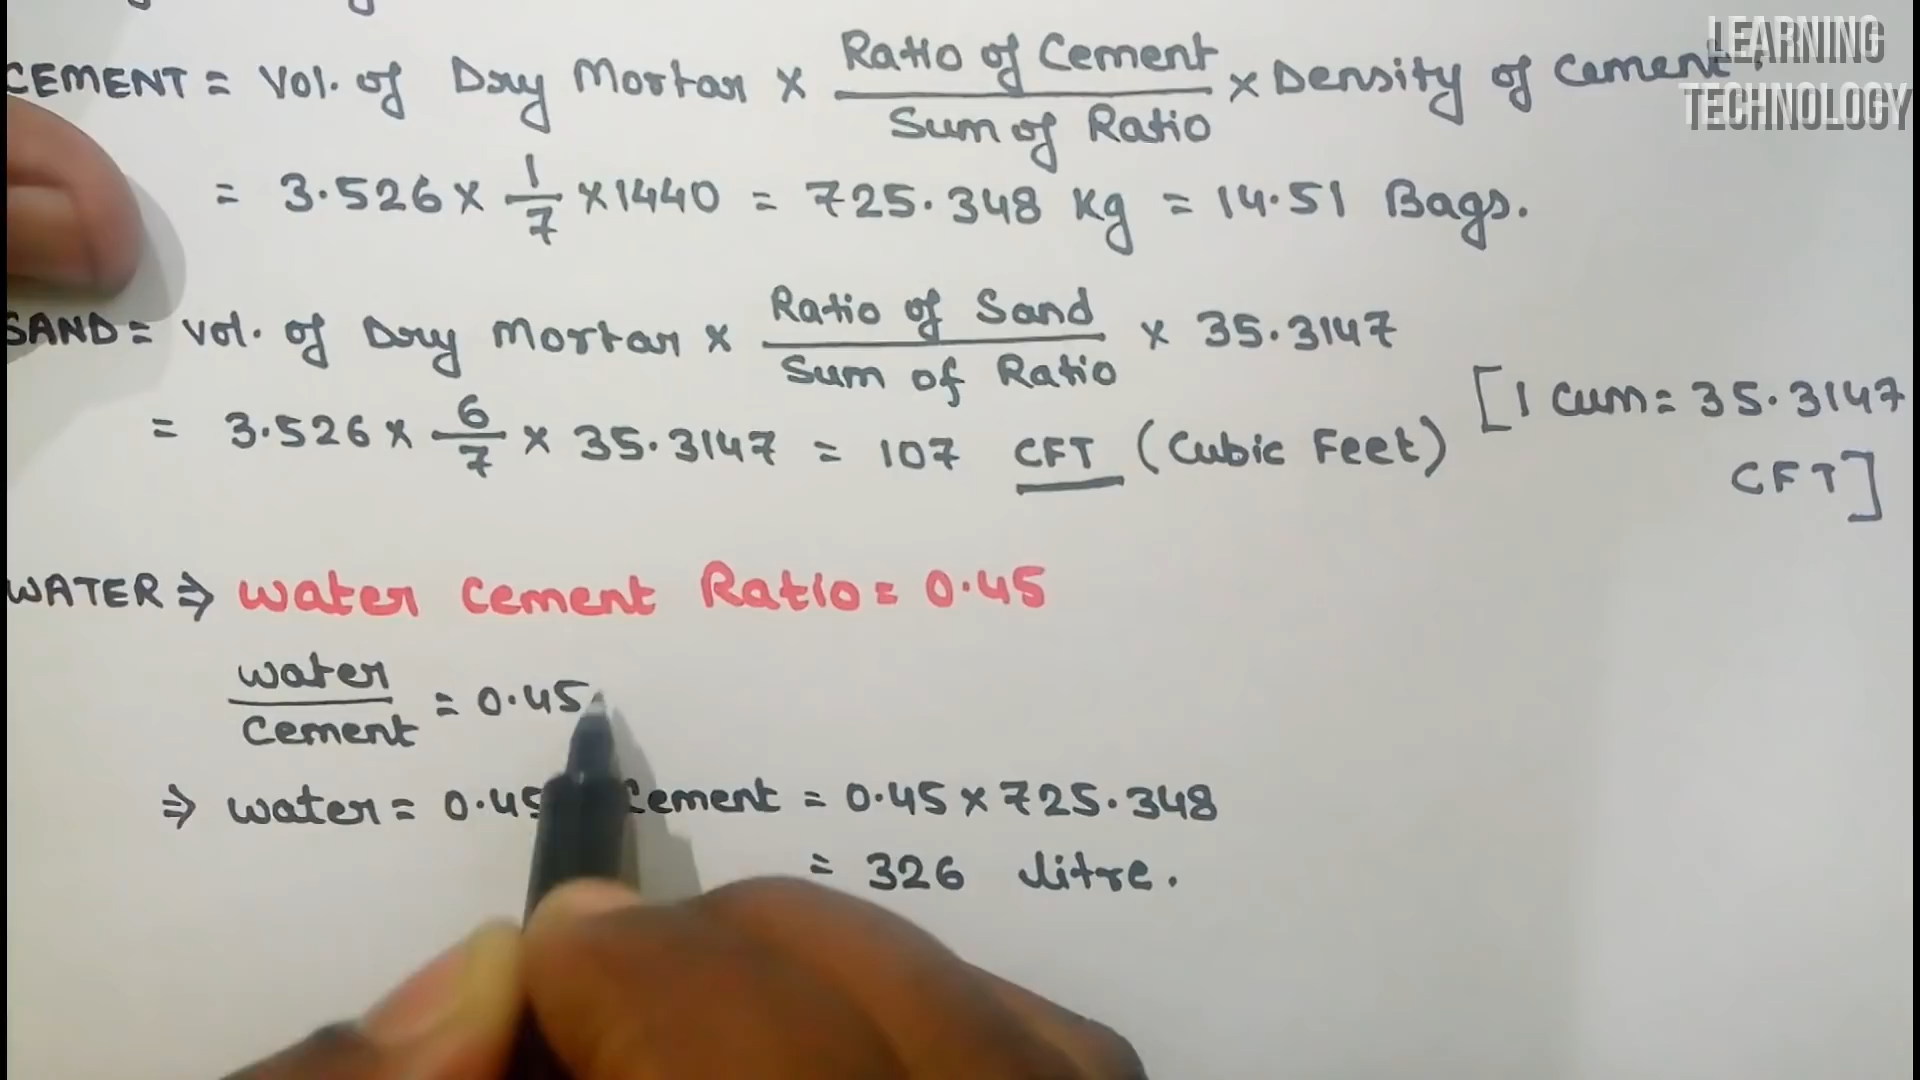 LEARNING
TECHNOLOGY
CEMENT = Vol. of Dry Mortar × Ratio of Cement / Sum of Ratio × Density of Cement.
= 3.526 × 1/7 × 1440 = 725.348 Kg = 14.51 Bags.
SAND = Vol. of Dry Mortar × Ratio of Sand / Sum of Ratio × 35.3147
= 3.526 × 6/7 × 35.3147 = 107 CFT (Cubic Feet) [1 Cum = 35.3147
CFT]
WATER ⇒ Water Cement Ratio = 0.45
Water / Cement = 0.45
⇒ Water = 0.45 Cement = 0.45 × 725.348
= 326 litre.